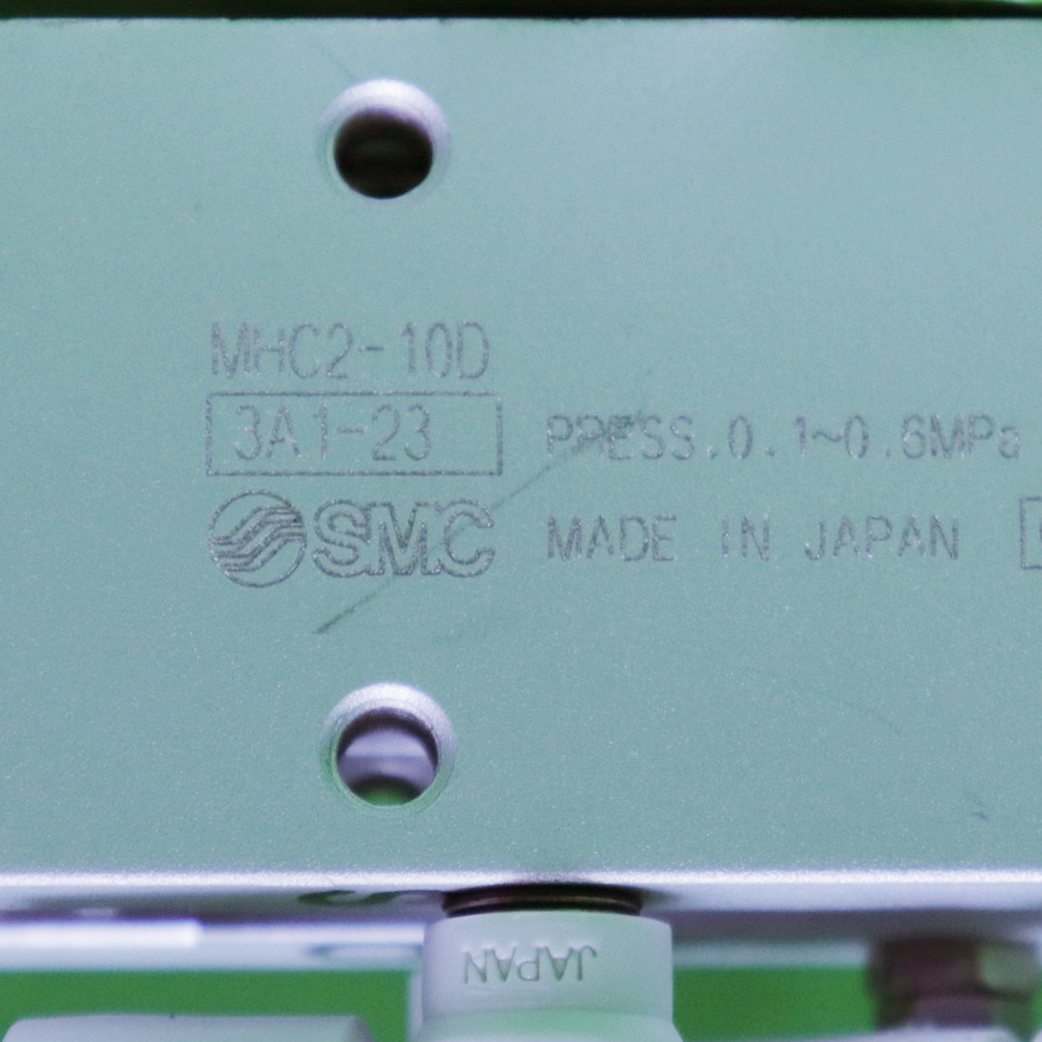 MHC2-10D
3A1-23 PRESS.0.1~0.6MPa
SMC MADE IN JAPAN
JAPAN